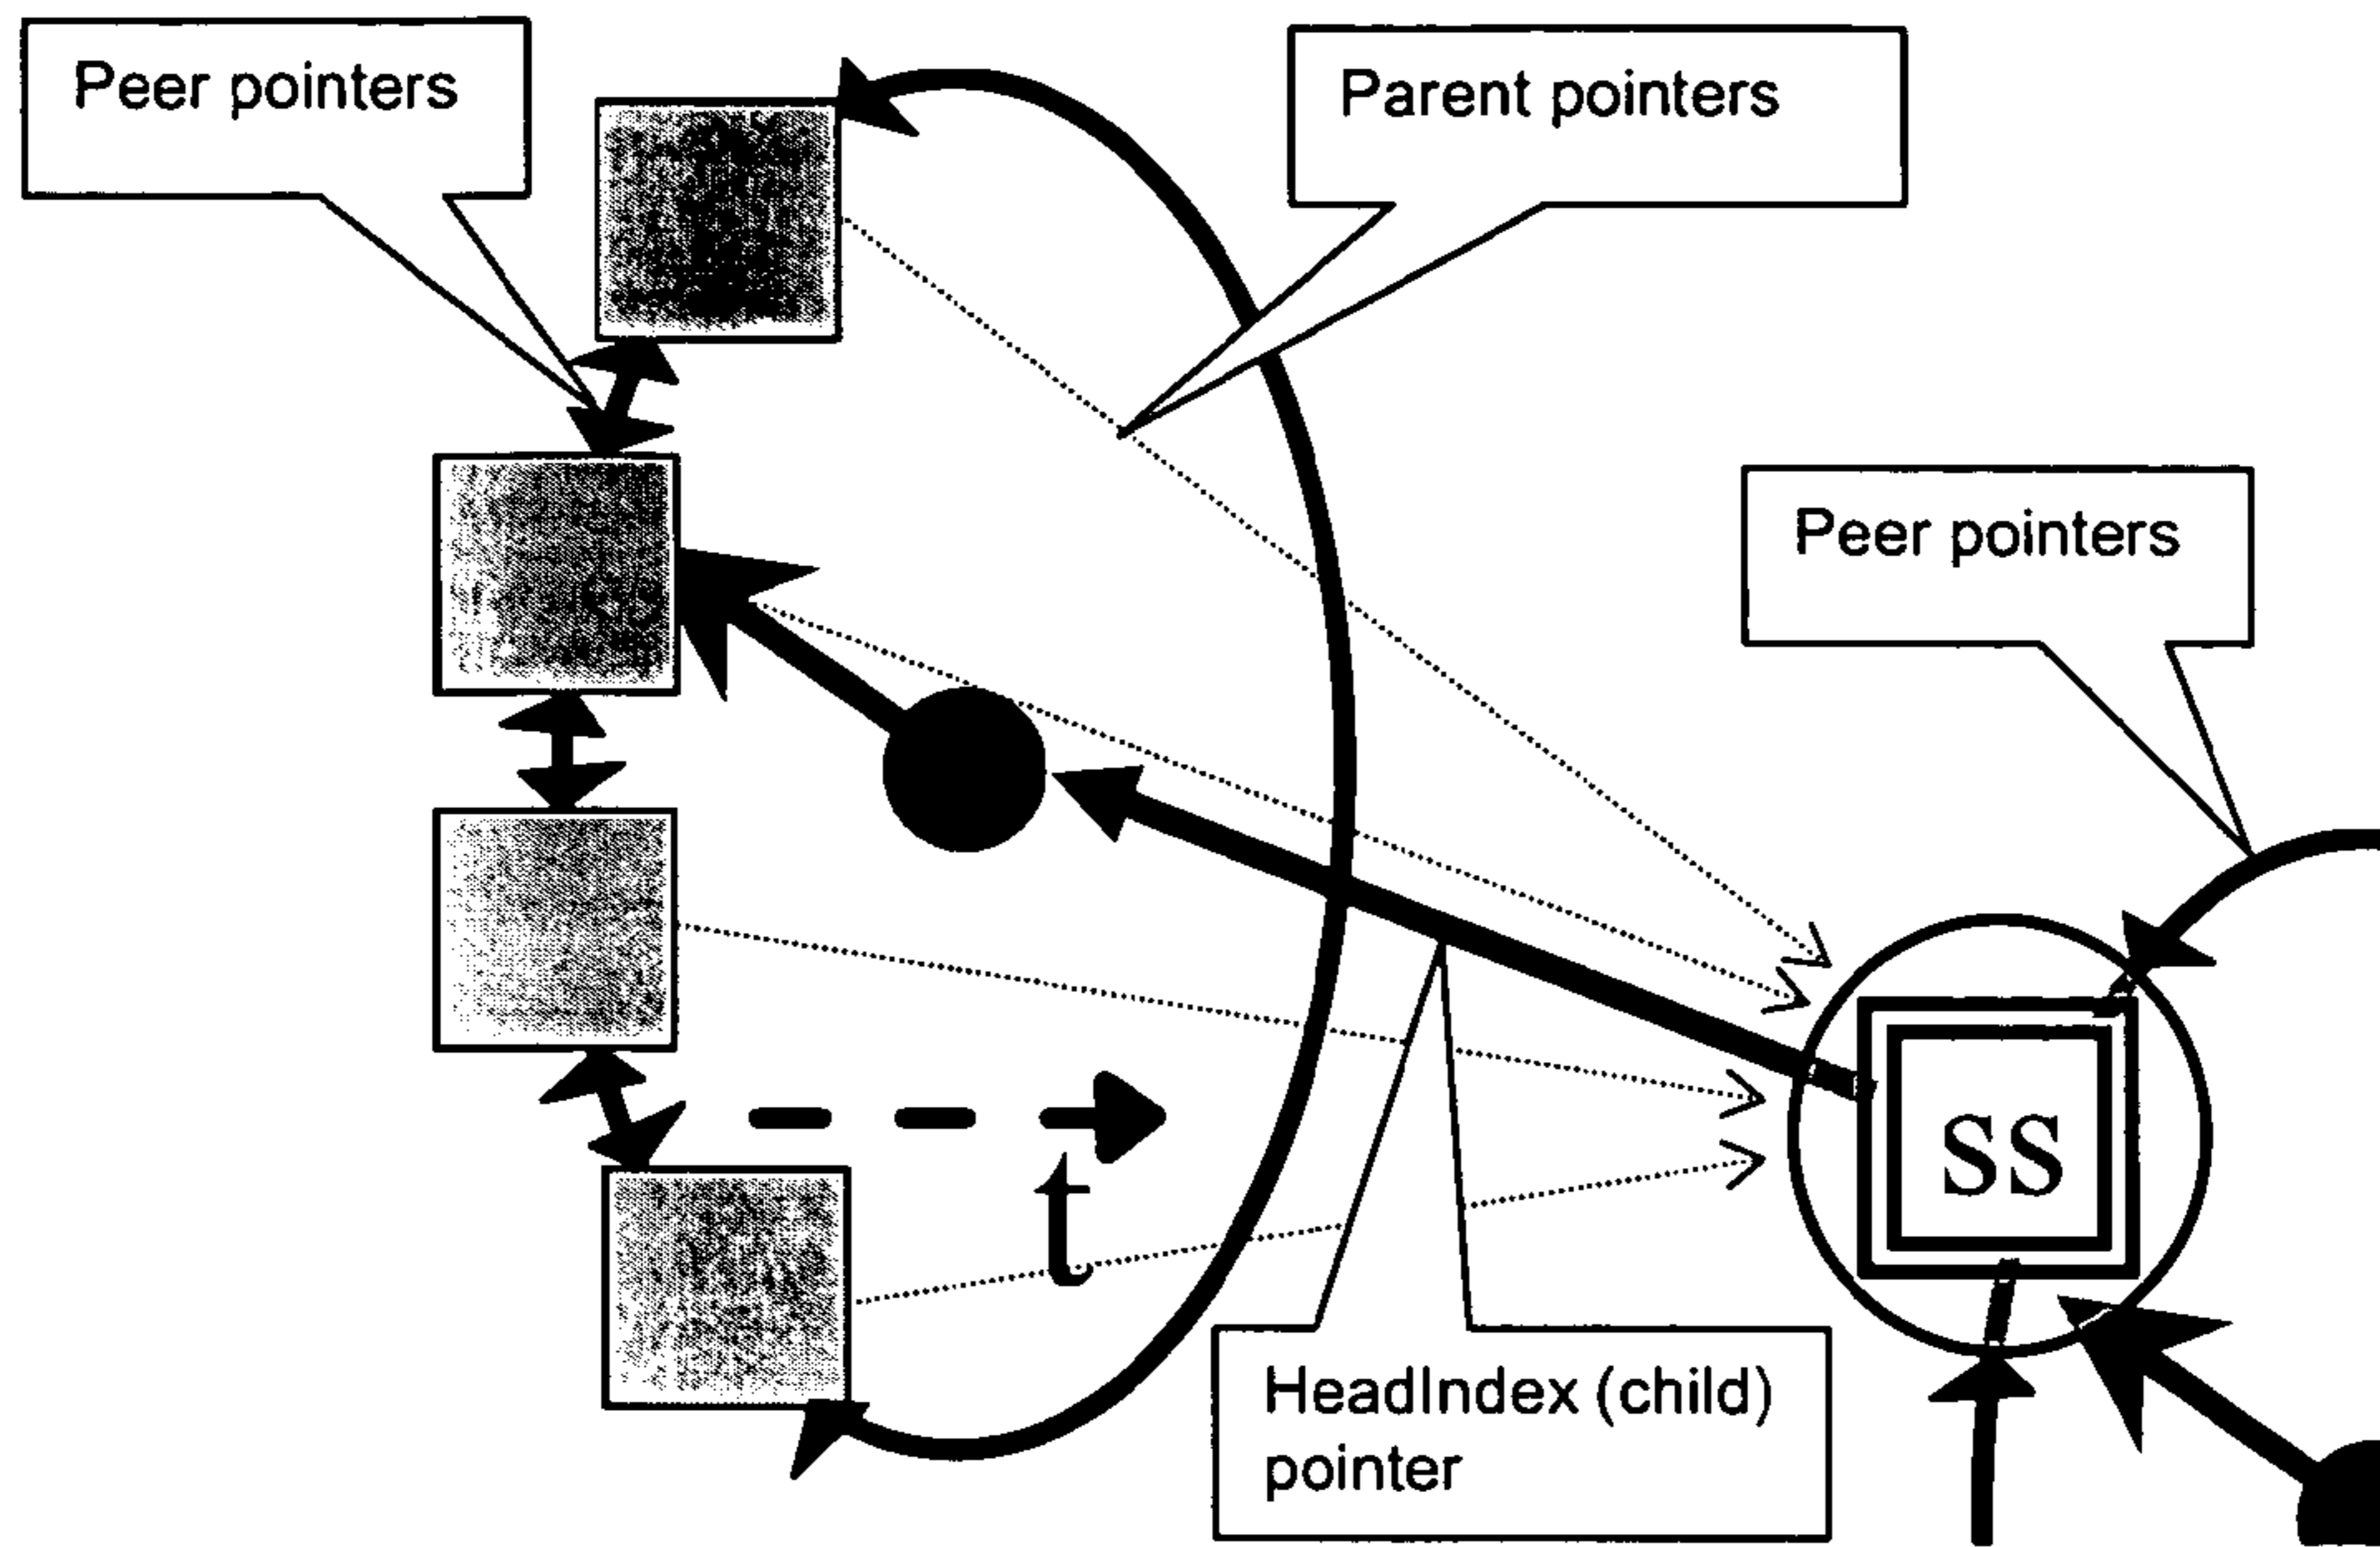 Peer pointers
Parent pointers
Peer pointers
SS
t
HeadIndex (child)
pointer